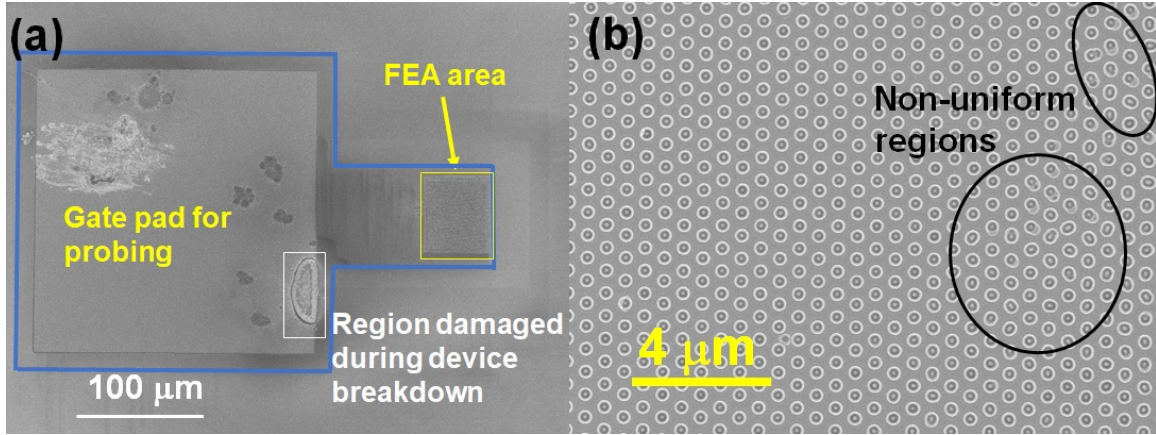 (a)
FEA area
Gate pad for
probing
Region damaged
during device
breakdown
100 μm
(b)
Non-uniform
regions
4 μm